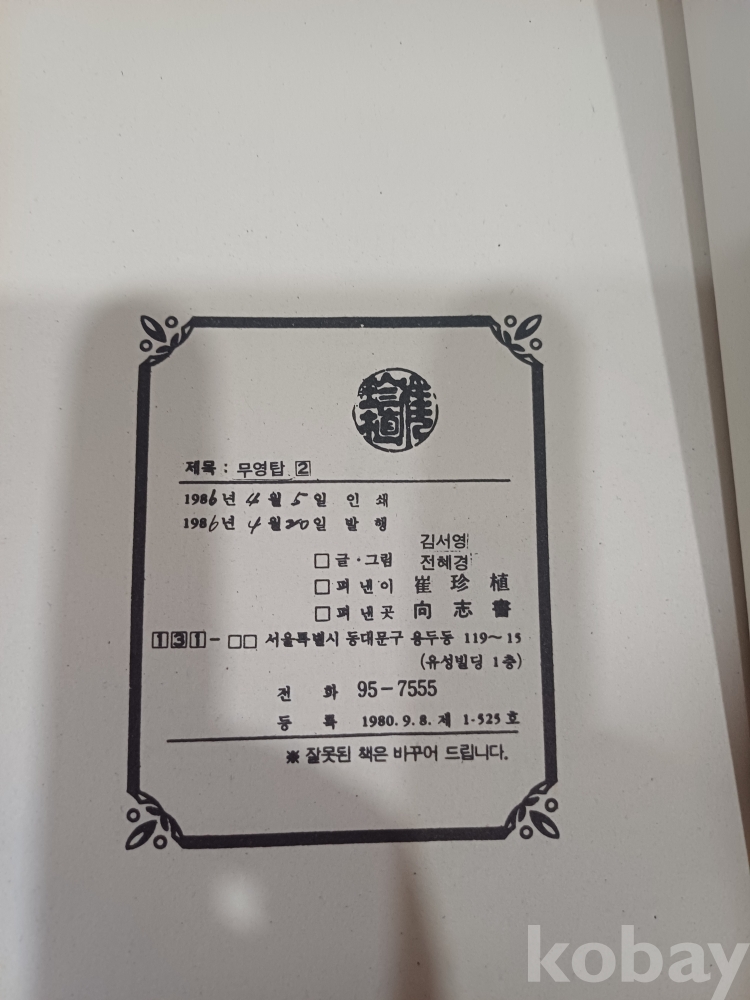 崔珍植
제목 : 무영탑 2
1986년 4월 5일 인 쇄
1986년 4월 20일 발 행
김서영
□ 글 · 그림 전혜경
□ 펴 낸 이 崔 珍 植
□ 펴 낸 곳 向 志 書
131-□□ 서울특별시 동대문구 용두동 119~15
(유성빌딩 1층)
전 화 95-7555
등 록 1980. 9. 8. 제 1-525 호
※ 잘못된 책은 바꾸어 드립니다.
kobay